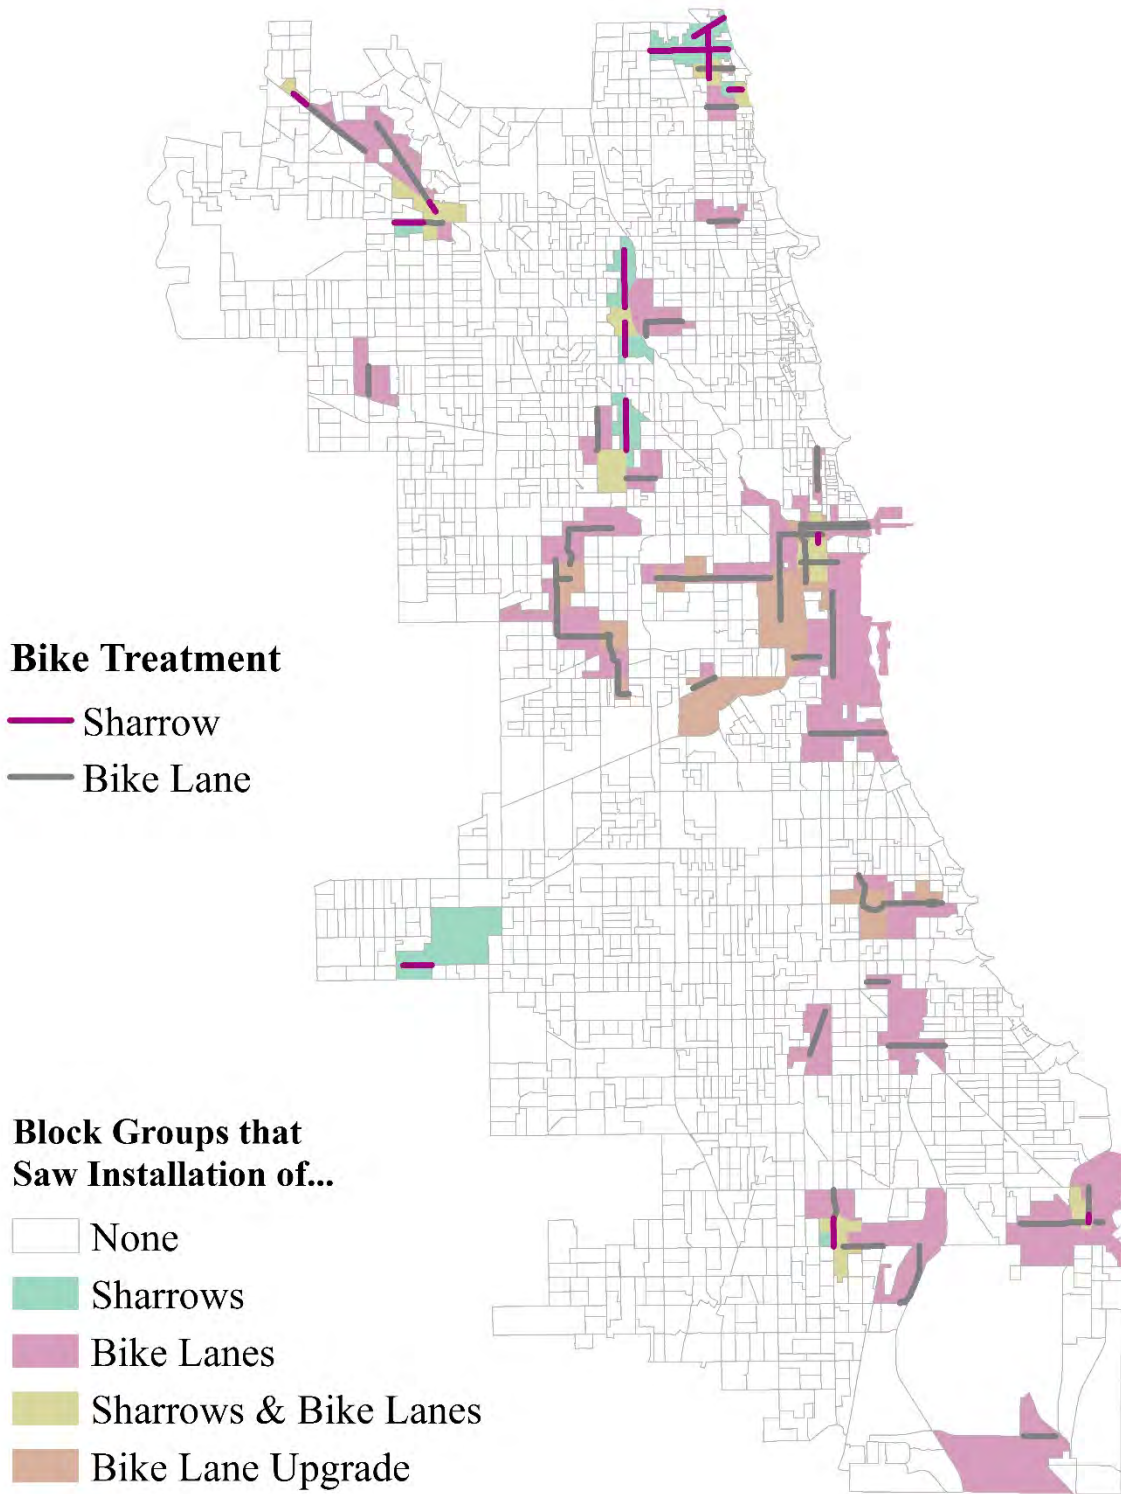 Bike Treatment
Sharrow
Bike Lane
Block Groups that
Saw Installation of...
None
Sharrows
Bike Lanes
Sharrows & Bike Lanes
Bike Lane Upgrade